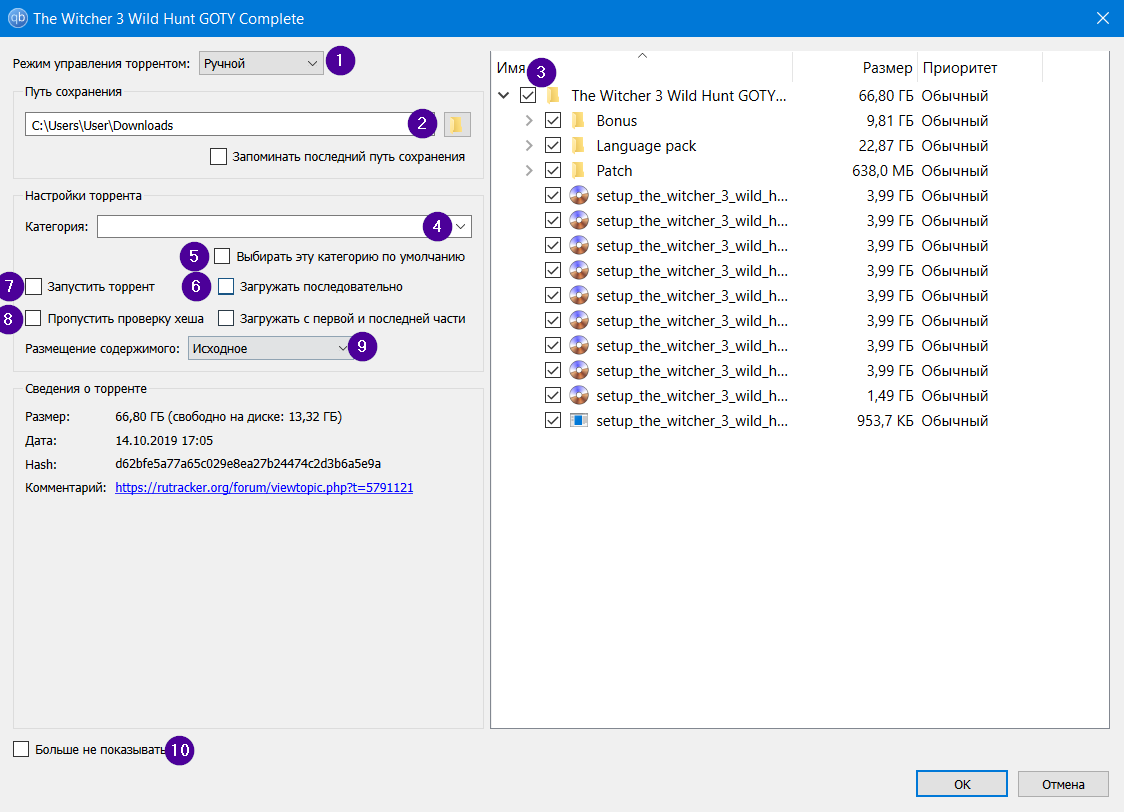 The Witcher 3 Wild Hunt GOTY Complete
Режим управления торрентом: Ручной 1
Путь сохранения
C:\Users\User\Downloads 2
Запоминать последний путь сохранения
Настройки торрента
Категория: 4
5 Выбирать эту категорию по умолчанию
7 Запустить торрент 6 Загружать последовательно
8 Пропустить проверку хеша Загружать с первой и последней части
Размещение содержимого: Исходное 9
Сведения о торренте
Размер: 66,80 ГБ (свободно на диске: 13,32 ГБ)
Дата: 14.10.2019 17:05
Hash: d62bfe5a77a65c029e8ea27b24474c2d3b6a5e9a
Комментарий: https://rutracker.org/forum/viewtopic.php?t=5791121
Больше не показывать 10
Имя 3 Размер Приоритет
The Witcher 3 Wild Hunt GOTY... 66,80 ГБ Обычный
Bonus 9,81 ГБ Обычный
Language pack 22,87 ГБ Обычный
Patch 638,0 МБ Обычный
setup_the_witcher_3_wild_h... 3,99 ГБ Обычный
setup_the_witcher_3_wild_h... 3,99 ГБ Обычный
setup_the_witcher_3_wild_h... 3,99 ГБ Обычный
setup_the_witcher_3_wild_h... 3,99 ГБ Обычный
setup_the_witcher_3_wild_h... 3,99 ГБ Обычный
setup_the_witcher_3_wild_h... 3,99 ГБ Обычный
setup_the_witcher_3_wild_h... 3,99 ГБ Обычный
setup_the_witcher_3_wild_h... 3,99 ГБ Обычный
setup_the_witcher_3_wild_h... 1,49 ГБ Обычный
setup_the_witcher_3_wild_h... 953,7 КБ Обычный
OK Отмена